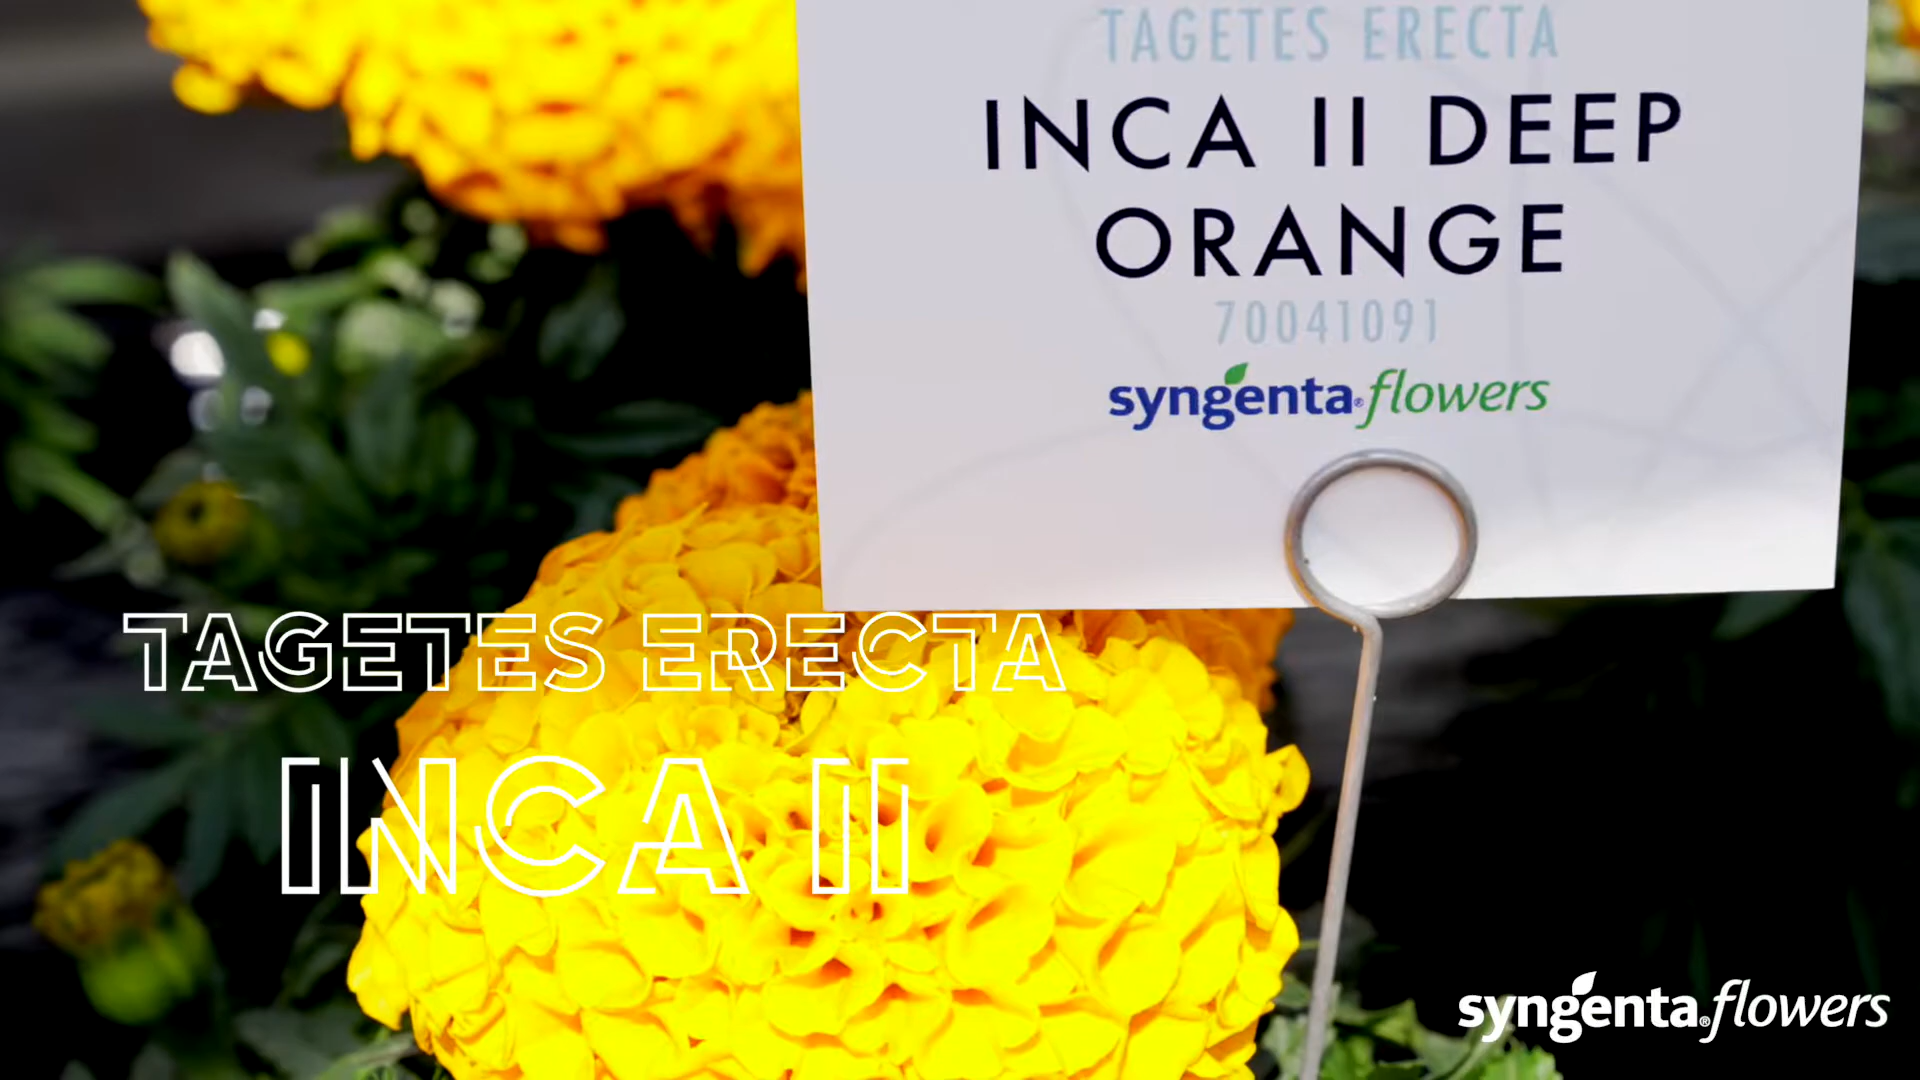 TAGETES ERECTA
INCA II DEEP
ORANGE
70041091
syngenta® flowers
TAGETES ERECTA
INCA II
syngenta® flowers